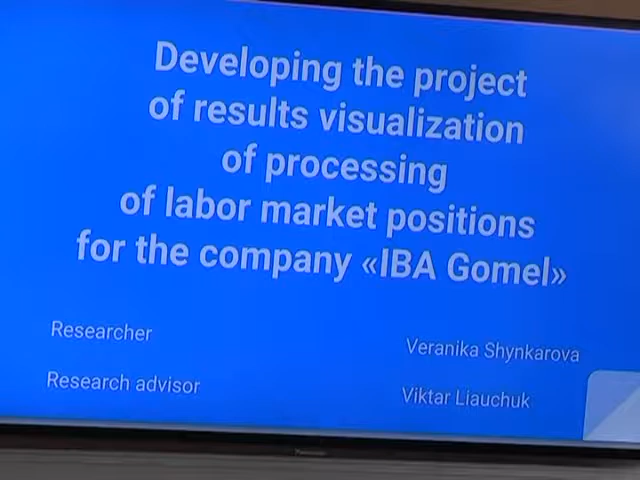 Developing the project
of results visualization
of processing
of labor market positions
for the company «IBA Gomel»
Researcher
Veranika Shynkarova
Research advisor
Viktar Liauchuk